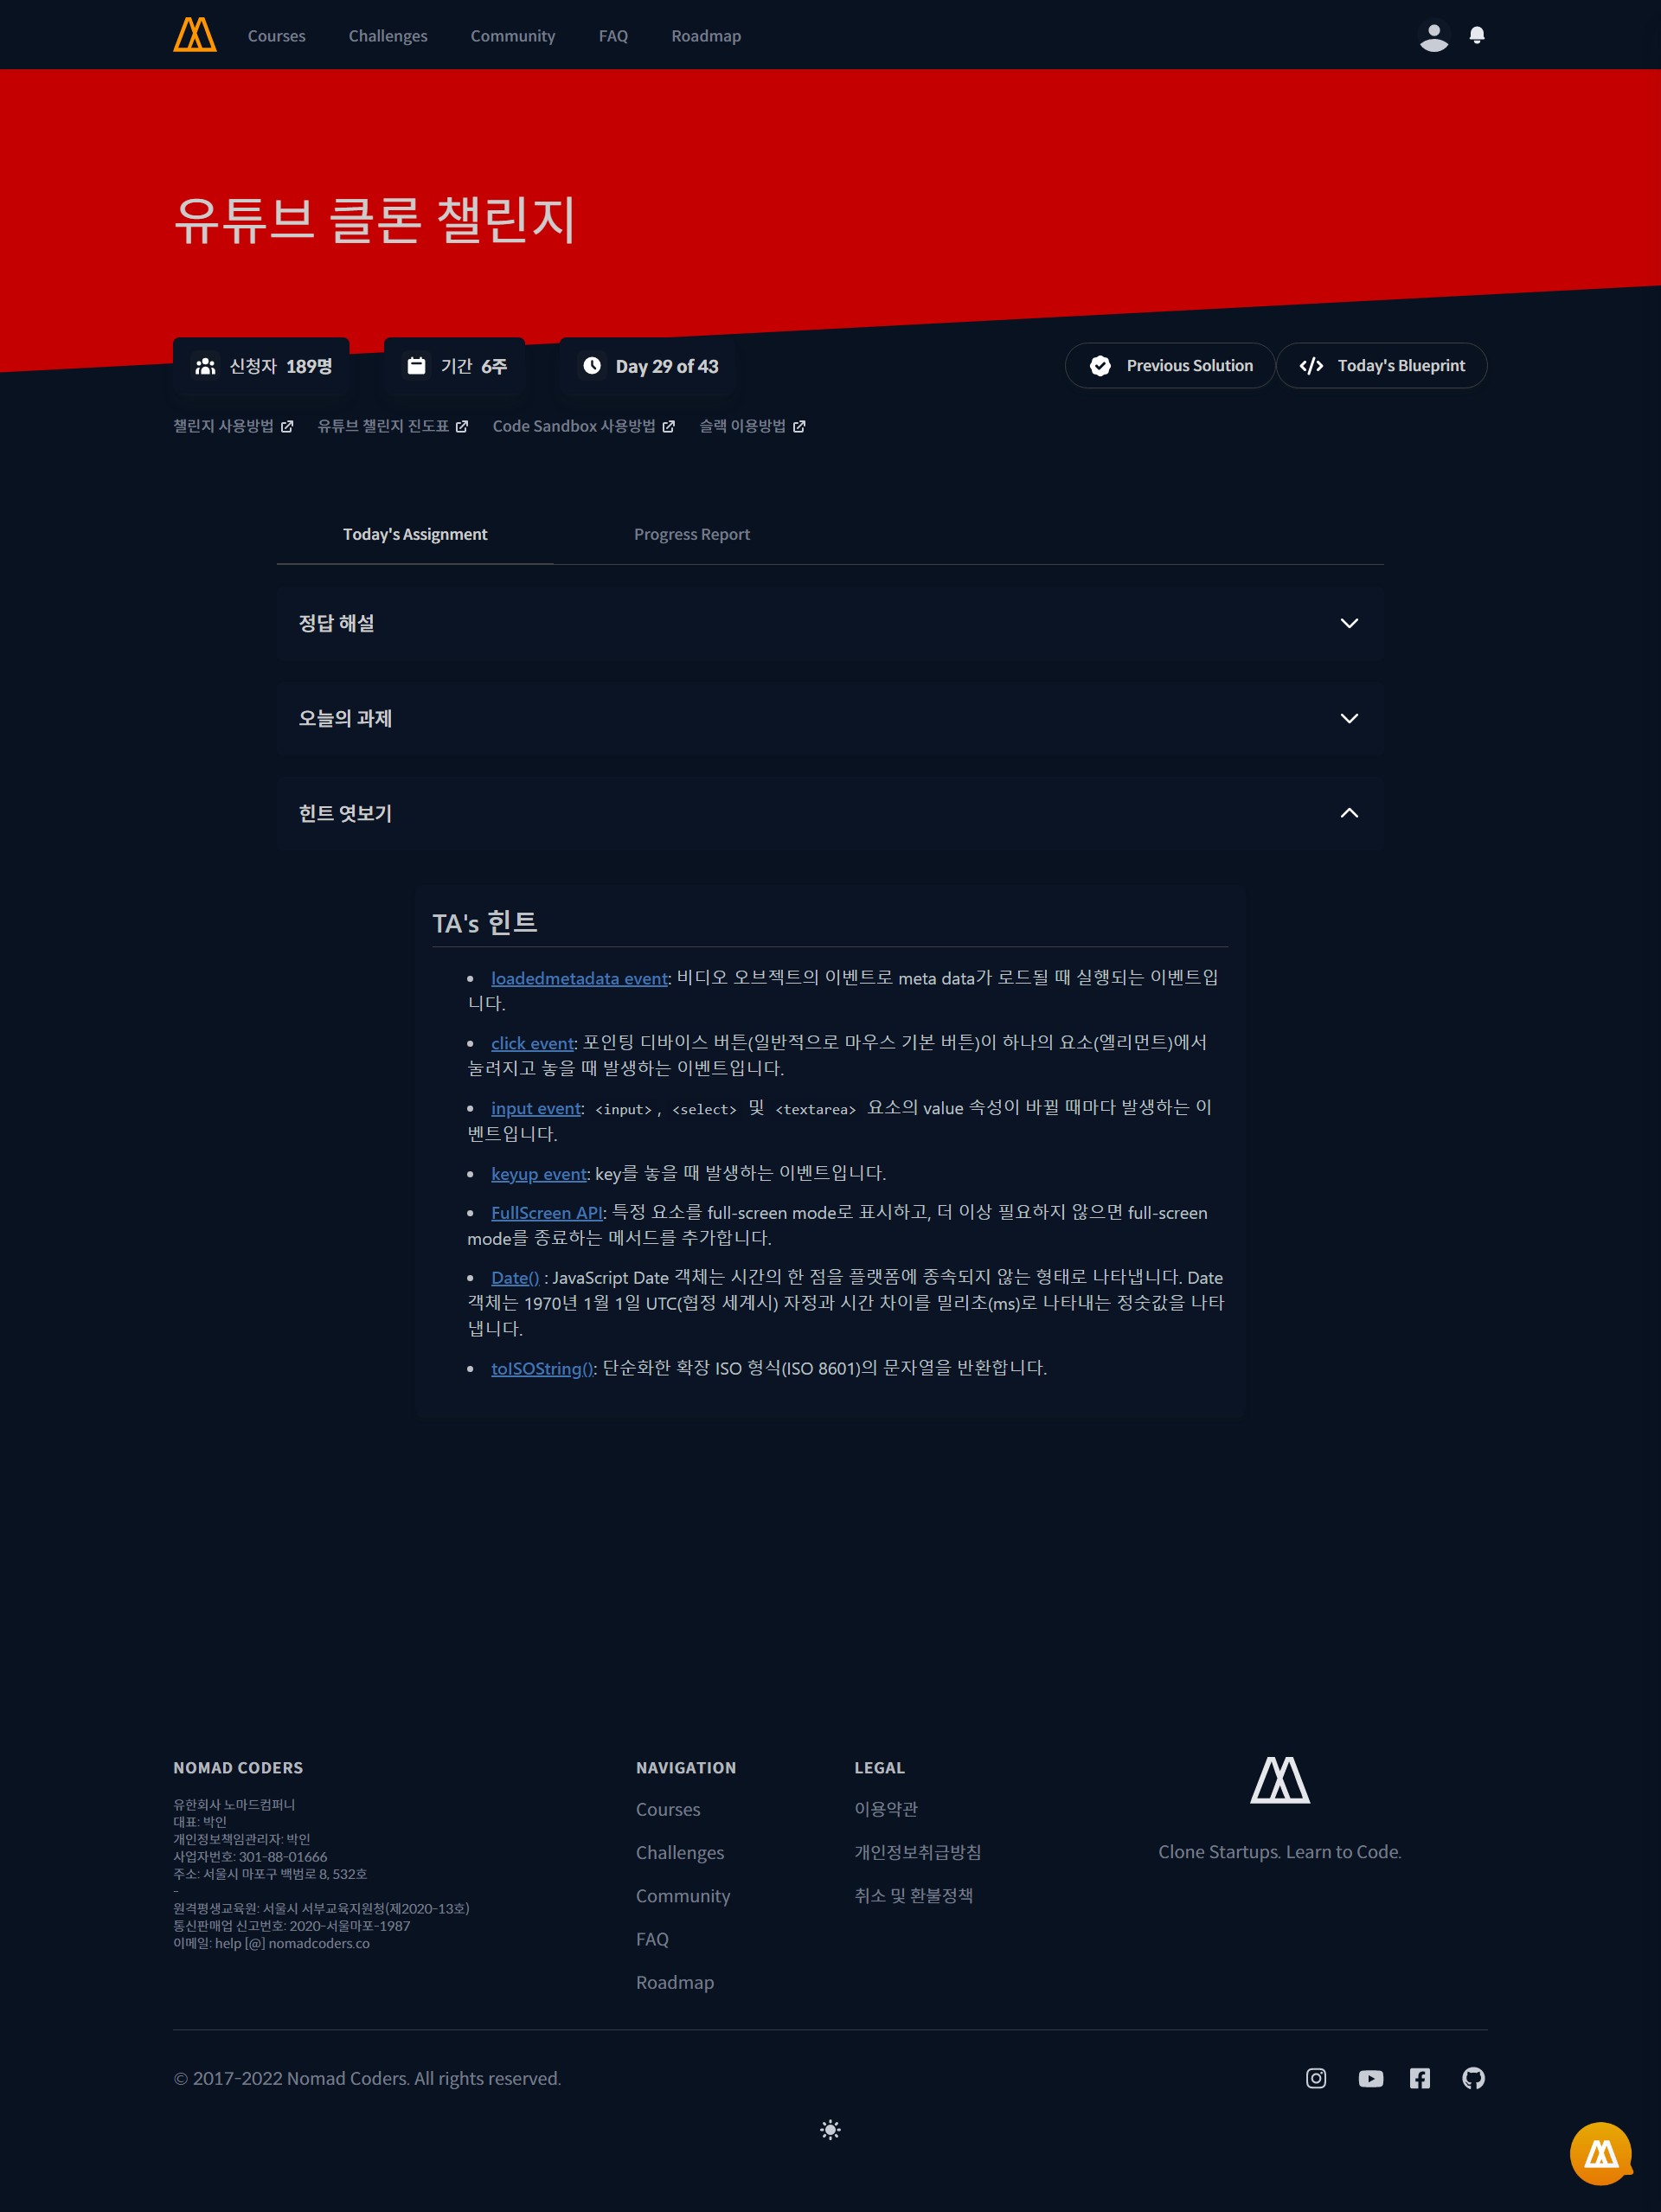 Courses Challenges Community FAQ Roadmap
유튜브 클론 챌린지
신청자 189명 기간 6주 Day 29 of 43 Previous Solution Today's Blueprint
챌린지 사용방법 유튜브 챌린지 진도표 Code Sandbox 사용방법 슬랙 이용방법
Today's Assignment Progress Report
정답 해설
오늘의 과제
힌트 엿보기
TA's 힌트
• loadedmetadata event: 비디오 오브젝트의 이벤트로 meta data가 로드될 때 실행되는 이벤트입
니다.
• click event: 포인팅 디바이스 버튼(일반적으로 마우스 기본 버튼)이 하나의 요소(엘리먼트)에서
눌려지고 놓을 때 발생하는 이벤트입니다.
• input event: <input>, <select> 및 <textarea> 요소의 value 속성이 바뀔 때마다 발생하는 이
벤트입니다.
• keyup event: key를 놓을 때 발생하는 이벤트입니다.
• FullScreen API: 특정 요소를 full-screen mode로 표시하고, 더 이상 필요하지 않으면 full-screen
mode를 종료하는 메서드를 추가합니다.
• Date() : JavaScript Date 객체는 시간의 한 점을 플랫폼에 종속되지 않는 형태로 나타냅니다. Date
객체는 1970년 1월 1일 UTC(협정 세계시) 자정과 시간 차이를 밀리초(ms)로 나타내는 정숫값을 나타
냅니다.
• toISOString(): 단순화한 확장 ISO 형식(ISO 8601)의 문자열을 반환합니다.
NOMAD CODERS
유한회사 노마드컴퍼니
대표: 박인
개인정보책임관리자: 박인
사업자번호: 301-88-01666
주소: 서울시 마포구 백범로 8, 532호
-
원격평생교육원: 서울시 서부교육지원청(제2020-13호)
통신판매업 신고번호: 2020-서울마포-1987
이메일: help [@] nomadcoders.co
NAVIGATION
Courses
Challenges
Community
FAQ
Roadmap
LEGAL
이용약관
개인정보취급방침
취소 및 환불정책
Clone Startups. Learn to Code.
© 2017-2022 Nomad Coders. All rights reserved.